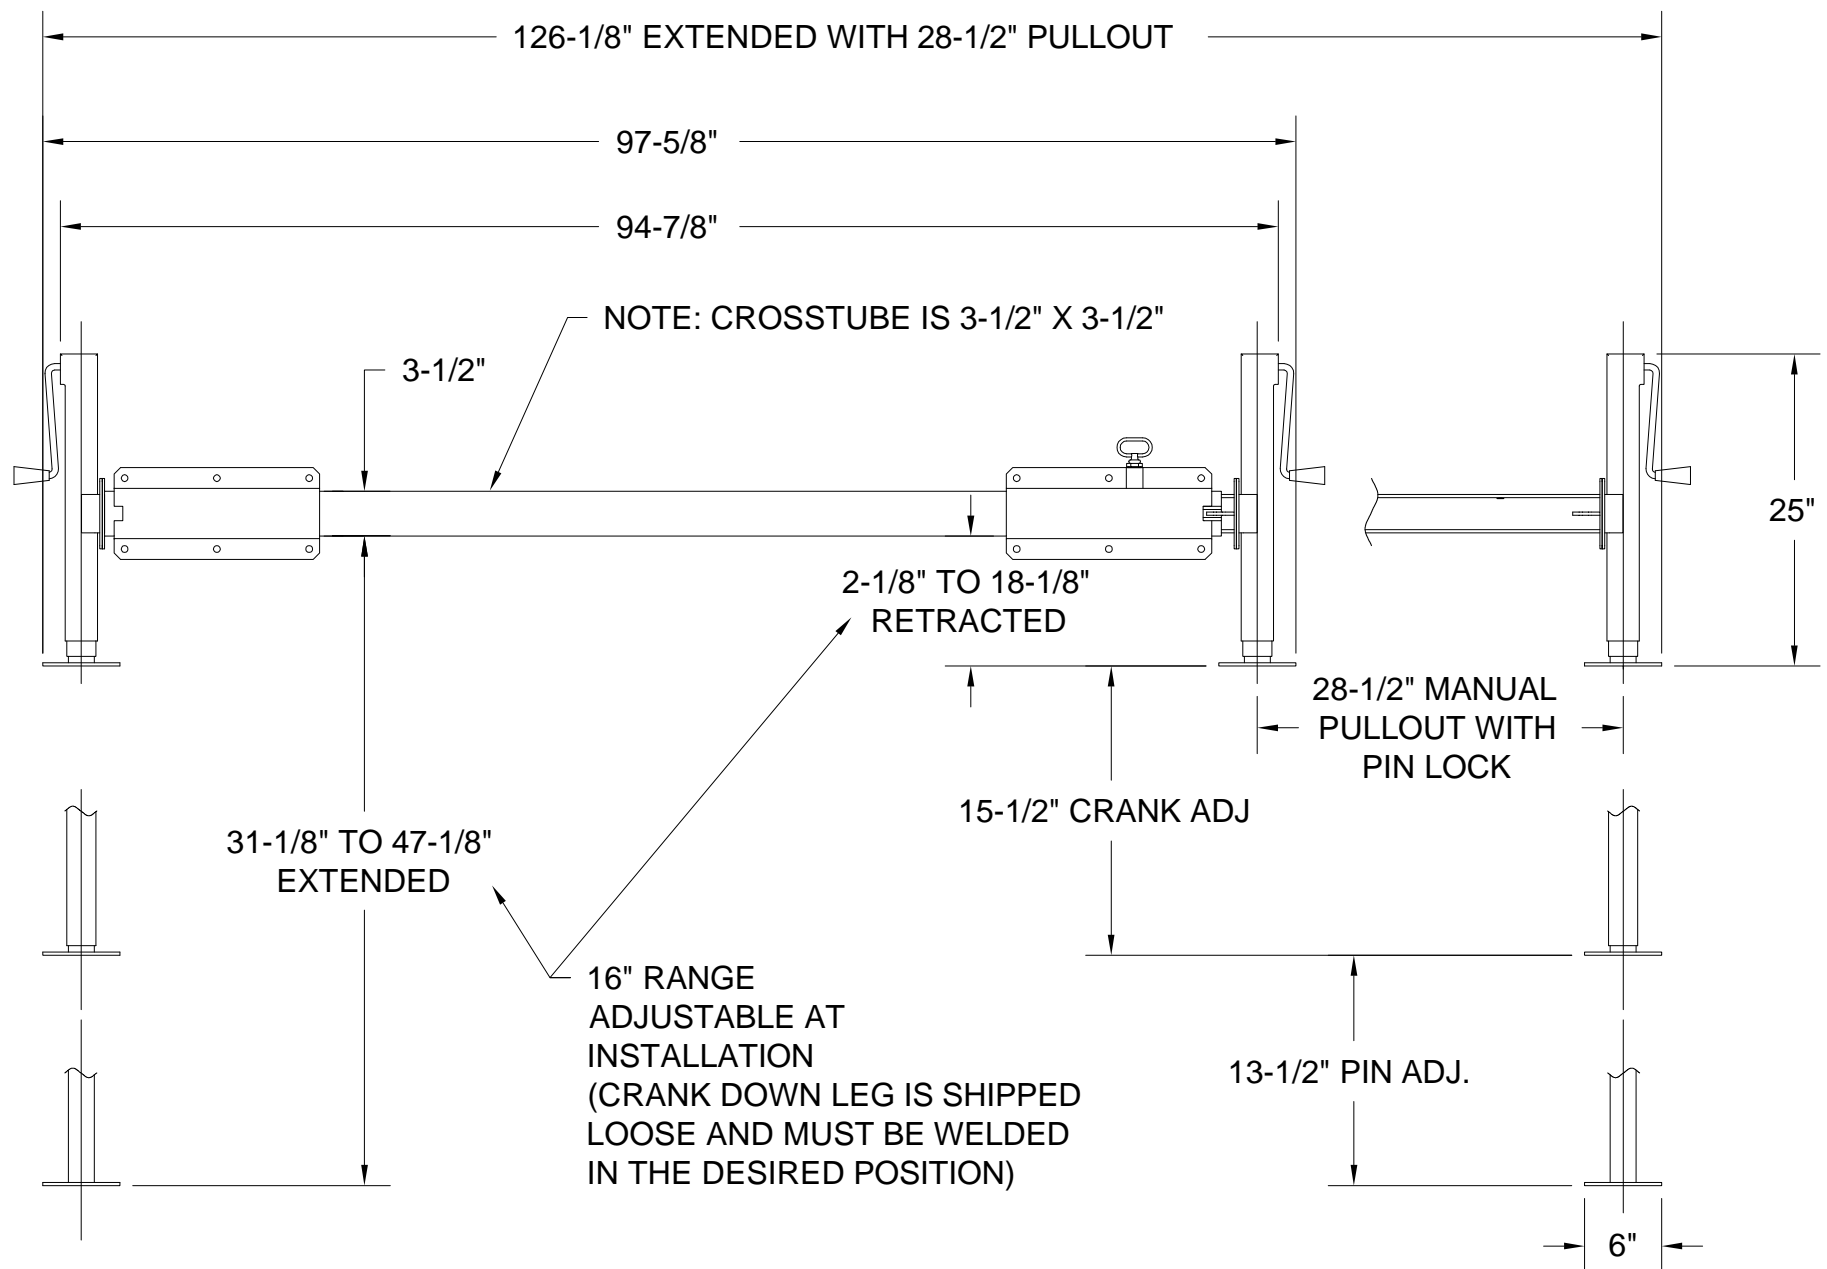 126-1/8" EXTENDED WITH 28-1/2" PULLOUT
97-5/8"
94-7/8"
NOTE: CROSSTUBE IS 3-1/2" X 3-1/2"
3-1/2"
25"
2-1/8" TO 18-1/8"
RETRACTED
28-1/2" MANUAL
PULLOUT WITH
PIN LOCK
15-1/2" CRANK ADJ
31-1/8" TO 47-1/8"
EXTENDED
16" RANGE
ADJUSTABLE AT
INSTALLATION
(CRANK DOWN LEG IS SHIPPED
LOOSE AND MUST BE WELDED
IN THE DESIRED POSITION)
13-1/2" PIN ADJ.
6"